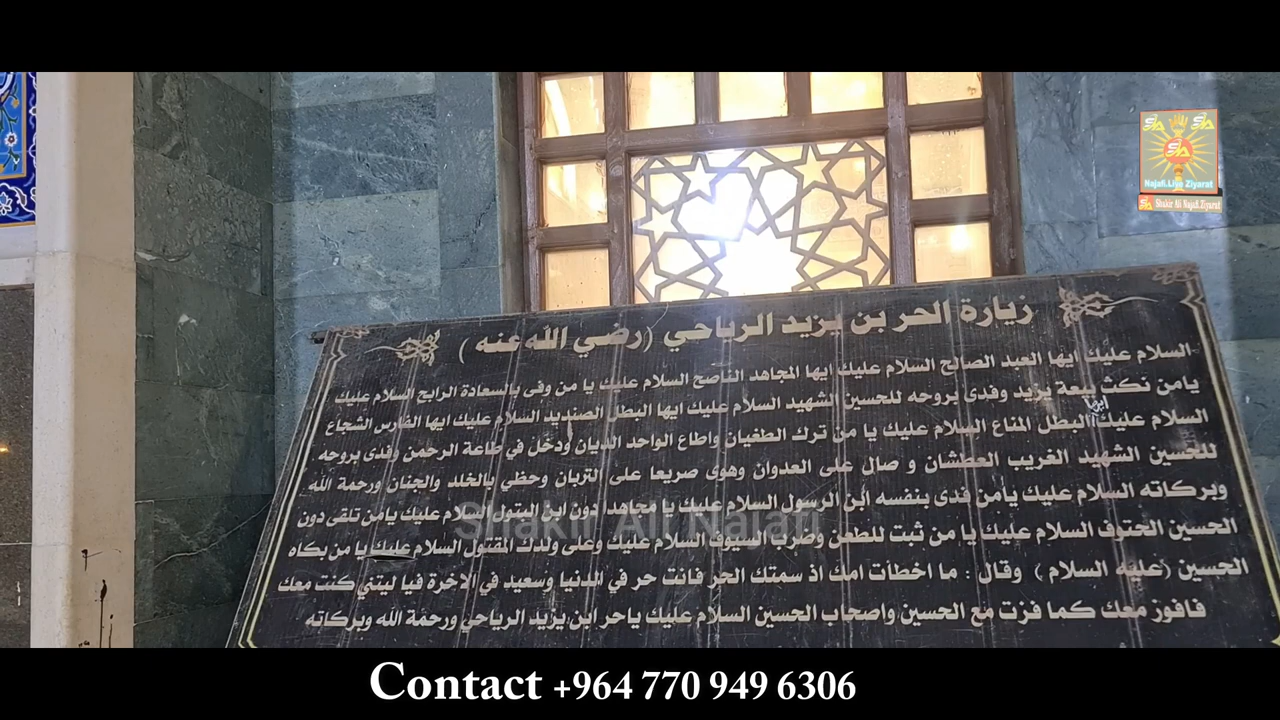 Najafi.Live Ziyarat
Shakir Ali Najafi.Ziyarat
زيارة الحر بن يزيد الرياحي (رضي الله عنه)
السلام عليك ايها العبد الصالح السلام عليك ايها المجاهد الناصح السلام عليك يا من وفى بالسعادة الرابح السلام عليك
يامن نكث بيعة يزيد وفدى بروحه للحسين الشهيد السلام عليك ايها البطل الصنديد السلام عليك ايها الفارس الشجاع
السلام عليك ايها البطل المناع السلام عليك يا من ترك الطغيان واطاع الواحد الديان ودخل في طاعة الرحمن وفدى بروحه
للحسين الشهيد الغريب العطشان و صال على العدوان وهوى صريعا على التربان وحظي بالخلد والجنان ورحمة الله
وبركاته السلام عليك يامن فدى بنفسه ابن الرسول السلام عليك يا مجاهدا دون ابن البتول السلام عليك يامن تلقى دون
الحسين الحتوف السلام عليك يا من ثبت للطعن وضرب السيوف السلام عليك وعلى ولدك المقتول السلام عليك يا من بكاه
الحسين (عليه السلام) وقال : ما اخطأت امك اذ سمتك الحر فانت حر في الدنيا وسعيد في الاخرة فيا ليتني كنت معك
فافوز معك كما فزت مع الحسين واصحاب الحسين السلام عليك ياحر ابن يزيد الرياحي ورحمة الله وبركاته
Shakir Ali Najafi
Contact +964 770 949 6306